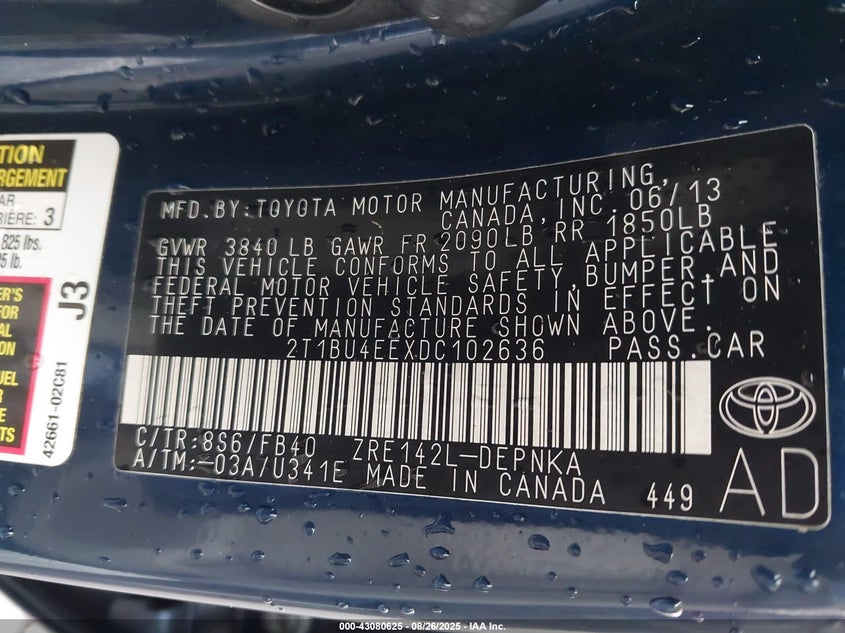 TION
RGEMENT
AR
RIÈRE: 3
825 lbs.
5 lb.
ER'S
FOR
AL
TION
UEL
R
E
TS
J3
42661-02C81
MFD.BY:TOYOTA MOTOR MANUFACTURING,
CANADA,INC. 06/13
GVWR 3840LB GAWR FR 2090LB RR 1850LB
THIS VEHICLE CONFORMS TO ALL APPLICABLE
FEDERAL MOTOR VEHICLE SAFETY,BUMPER,AND
THEFT PREVENTION STANDARDS IN EFFECT ON
THE DATE OF MANUFACTURE SHOWN ABOVE.
2T1BU4EEXDC102636 PASS.CAR
C/TR:8S6/FB40 ZRE142L-DEPNKA
A/TM:-03A/U341E MADE IN CANADA 449
AD
000-43080625 - 08/26/2025 - IAA Inc.